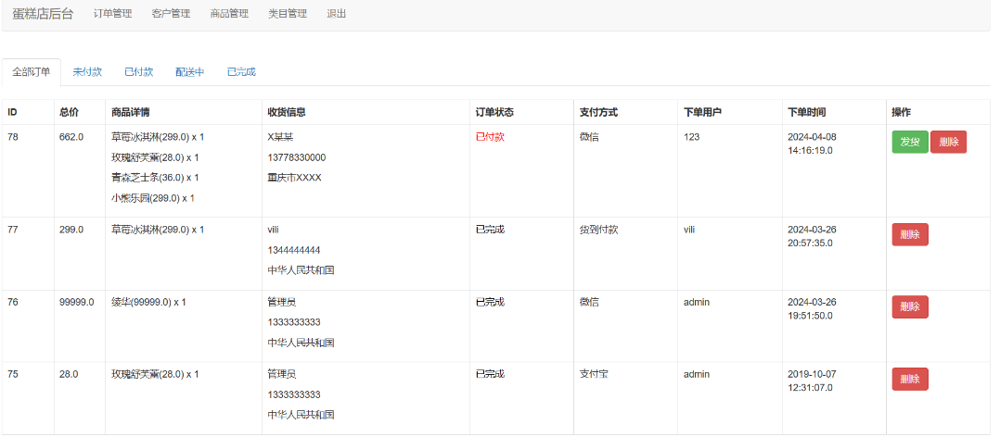 蛋糕店后台 订单管理 客户管理 商品管理 类目管理 退出
全部订单 未付款 已付款 配送中 已完成
ID 总价 商品详情 收货信息 订单状态 支付方式 下单用户 下单时间 操作
78 662.0 草莓冰淇淋(299.0) x 1 X某某 已付款 微信 123 2024-04-08 发货 删除
玫瑰舒芙蕾(28.0) x 1 13778330000 14:16:19.0
青森芝士条(36.0) x 1 重庆市XXXX
小熊乐园(299.0) x 1
77 299.0 草莓冰淇淋(299.0) x 1 vili 已完成 货到付款 vili 2024-03-26 删除
1344444444 20:57:35.0
中华人民共和国
76 99999.0 绫华(99999.0) x 1 管理员 已完成 微信 admin 2024-03-26 删除
1333333333 19:51:50.0
中华人民共和国
75 28.0 玫瑰舒芙蕾(28.0) x 1 管理员 已完成 支付宝 admin 2019-10-07 删除
1333333333 12:31:07.0
中华人民共和国